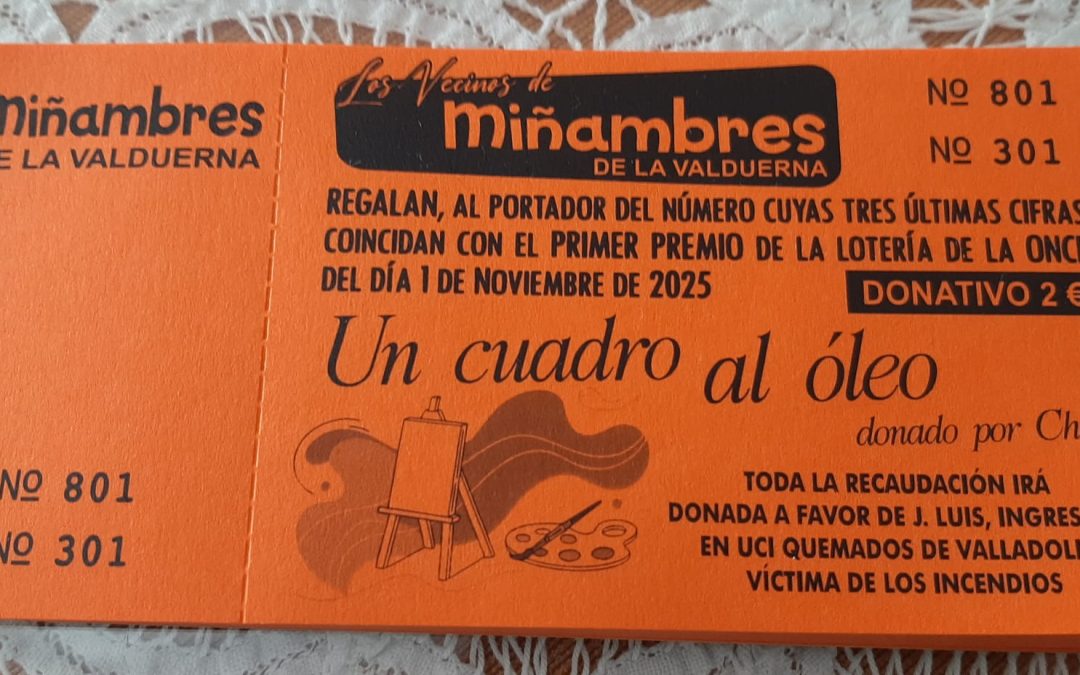 Miñambres
DE LA VALDUERNA
Nº 801
Nº 301
Los Vecinos de
Miñambres
DE LA VALDUERNA
Nº 801
Nº 301
REGALAN, AL PORTADOR DEL NÚMERO CUYAS TRES ÚLTIMAS CIFRAS
COINCIDAN CON EL PRIMER PREMIO DE LA LOTERÍA DE LA ONCE
DEL DÍA 1 DE NOVIEMBRE DE 2025
DONATIVO 2 €
Un cuadro al óleo
donado por
TODA LA RECAUDACIÓN IRÁ
DONADA A FAVOR DE J. LUIS,
EN UCI QUEMADOS DE VALLADOLID
VÍCTIMA DE LOS INCENDIOS